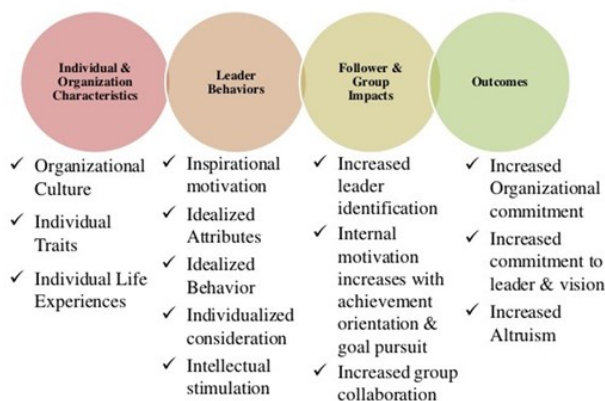 Individual &
Organization
Characteristics
Leader
Behaviors
Follower &
Group
Impacts
Outcomes
✓ Organizational
Culture
✓ Individual
Traits
✓ Individual Life
Experiences
✓ Inspirational
motivation
✓ Idealized
Attributes
✓ Idealized
Behavior
✓ Individualized
consideration
✓ Intellectual
stimulation
✓ Increased
leader
identification
✓ Internal
motivation
increases with
achievement
orientation &
goal pursuit
✓ Increased group
collaboration
✓ Increased
Organizational
commitment
✓ Increased
commitment to
leader & vision
✓ Increased
Altruism